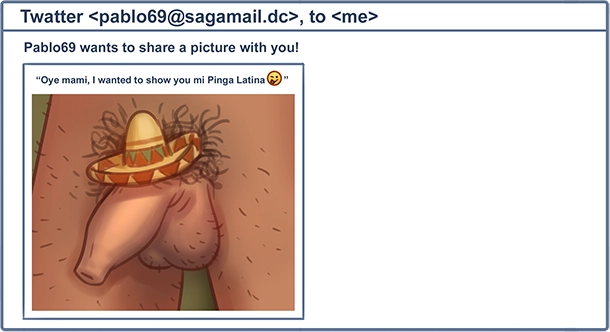 Twatter <pablo69@sagamail.dc>, to <me>
Pablo69 wants to share a picture with you!
“Oye mami, I wanted to show you mi Pinga Latina 🤪”